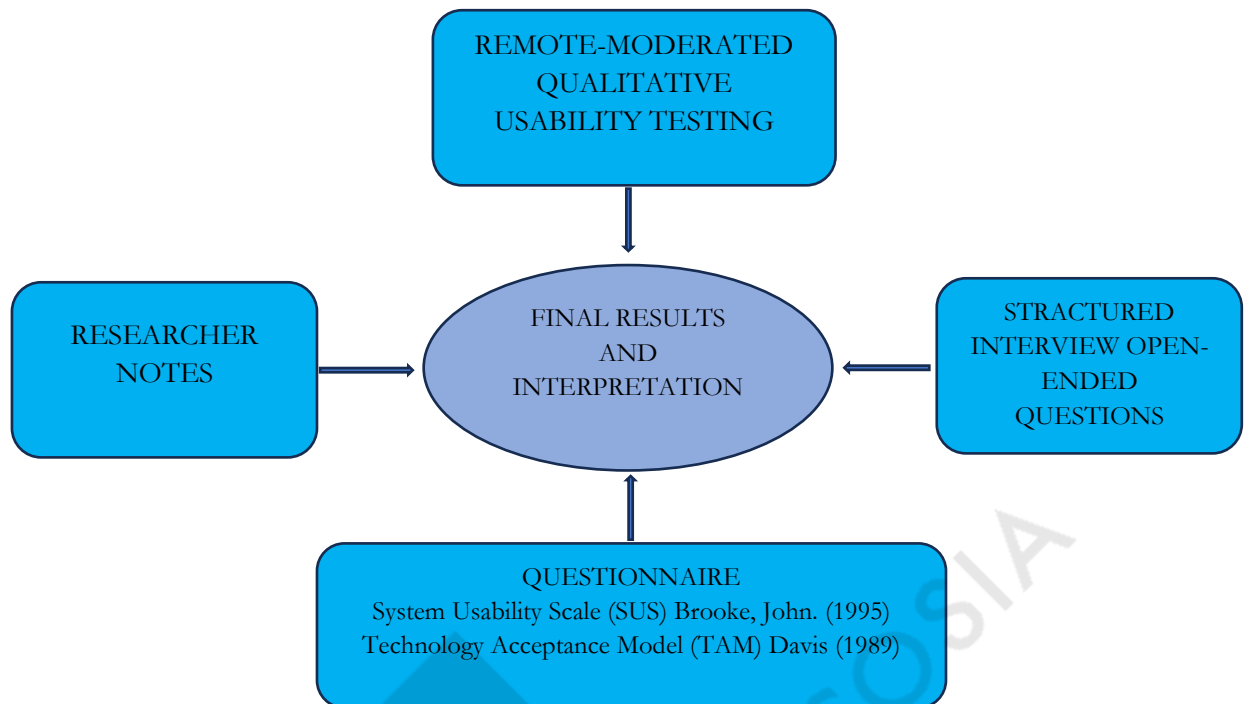 REMOTE-MODERATED
QUALITATIVE
USABILITY TESTING
RESEARCHER
NOTES
FINAL RESULTS
AND
INTERPRETATION
STRACTURED
INTERVIEW OPEN-
ENDED
QUESTIONS
QUESTIONNAIRE
System Usability Scale (SUS) Brooke, John. (1995)
Technology Acceptance Model (TAM) Davis (1989)